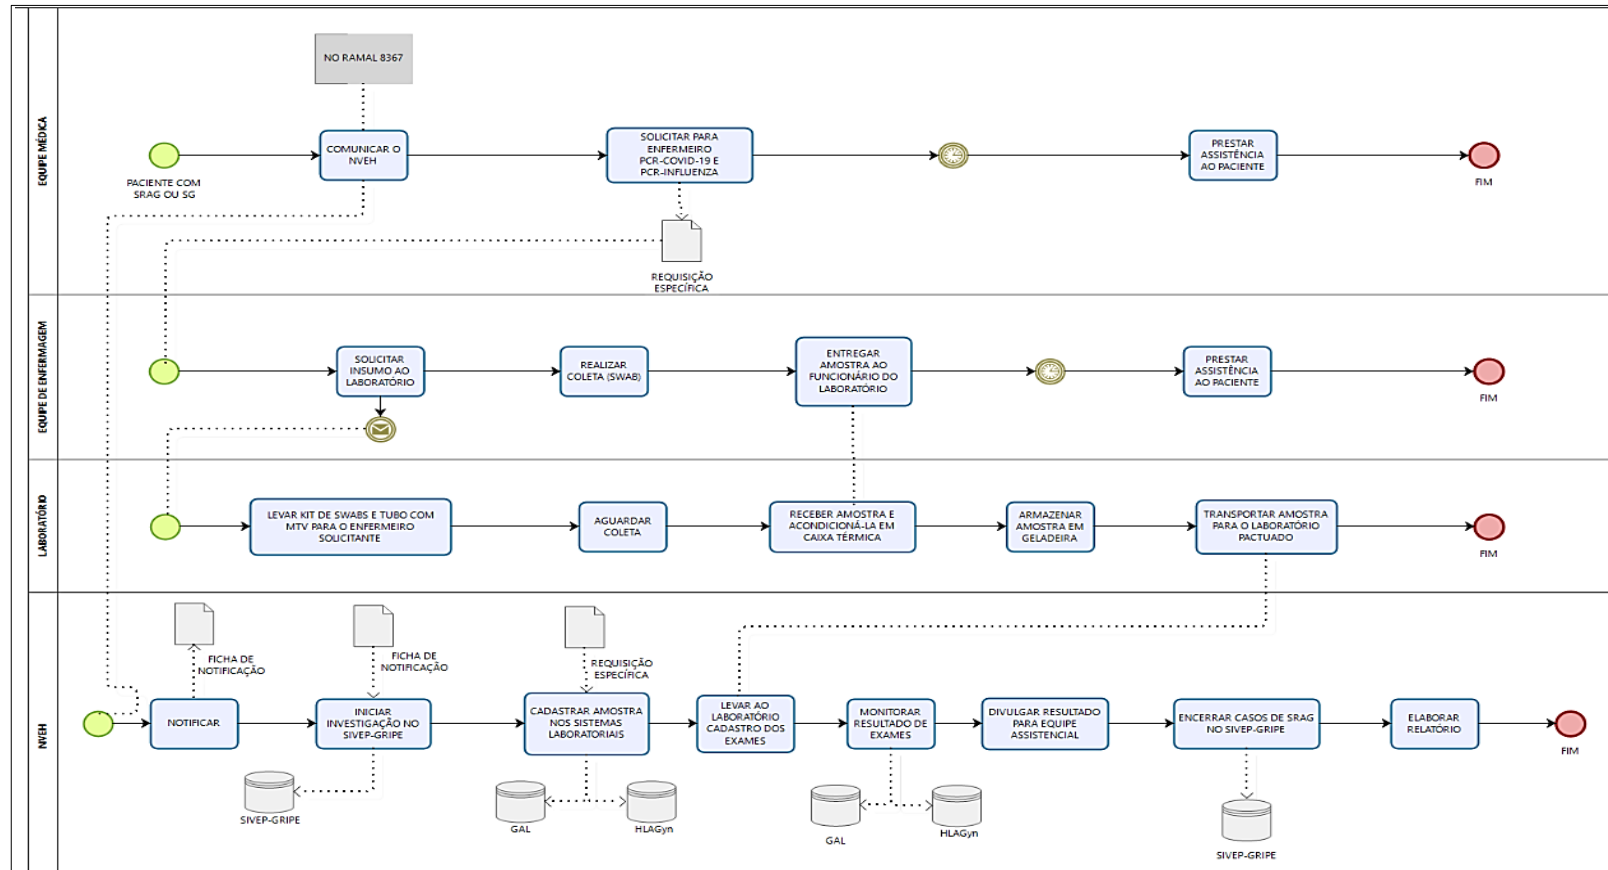 EQUIPE MÉDICA
NO RAMAL 8367
PACIENTE COM
SRAG OU SG
COMUNICAR O
NVEH
SOLICITAR PARA
ENFERMEIRO
PCR-COVID-19 E
PCR-INFLUENZA
REQUISIÇÃO
ESPECÍFICA
PRESTAR
ASSISTÊNCIA
AO PACIENTE
FIM
EQUIPE DE ENFERMAGEM
SOLICITAR
INSUMO AO
LABORATÓRIO
REALIZAR
COLETA (SWAB)
ENTREGAR
AMOSTRA AO
FUNCIONÁRIO DO
LABORATÓRIO
PRESTAR
ASSISTÊNCIA
AO PACIENTE
FIM
LABORATÓRIO
LEVAR KIT DE SWABS E TUBO COM
MTV PARA O ENFERMEIRO
SOLICITANTE
AGUARDAR
COLETA
RECEBER AMOSTRA E
ACONDICIONÁ-LA EM
CAIXA TÉRMICA
ARMAZENAR
AMOSTRA EM
GELADEIRA
TRANSPORTAR AMOSTRA
PARA O LABORATÓRIO
PACTUADO
FIM
NVEH
FICHA DE
NOTIFICAÇÃO
NOTIFICAR
FICHA DE
NOTIFICAÇÃO
INICIAR
INVESTIGAÇÃO NO
SIVEP-GRIPE
SIVEP-GRIPE
REQUISIÇÃO
ESPECÍFICA
CADASTRAR AMOSTRA
NOS SISTEMAS
LABORATORIAIS
GAL
HLAGyn
LEVAR AO
LABORATÓRIO
CADASTRO DOS
EXAMES
MONITORAR
RESULTADO DE
EXAMES
GAL
HLAGyn
DIVULGAR RESULTADO
PARA EQUIPE
ASSISTENCIAL
ENCERRAR CASOS DE SRAG
NO SIVEP-GRIPE
SIVEP-GRIPE
ELABORAR
RELATÓRIO
FIM